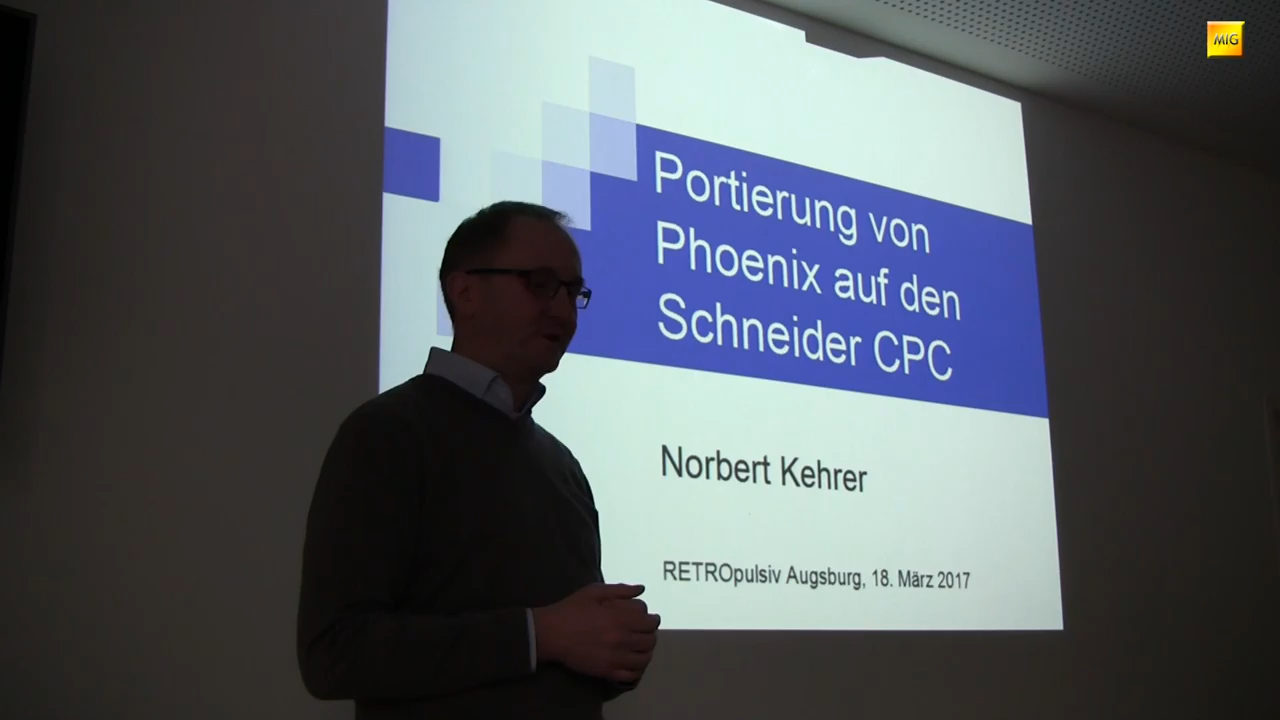 MIG
Portierung von
Phoenix auf den
Schneider CPC
Norbert Kehrer
RETROpulsiv Augsburg, 18. März 2017